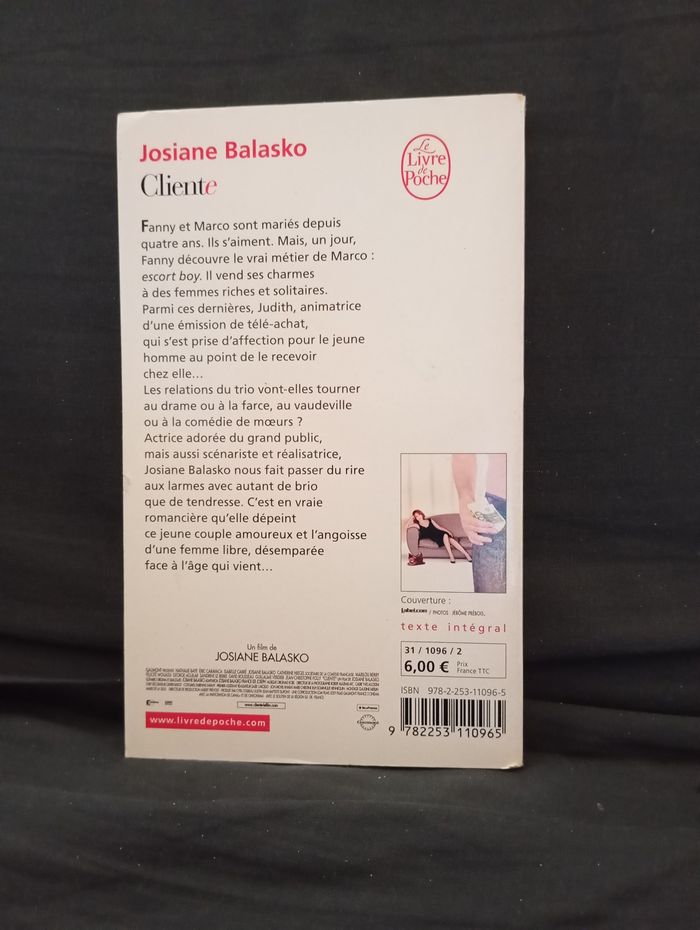 Josiane Balasko
Cliente
Le
Livre
de
Poche
Fanny et Marco sont mariés depuis
quatre ans. Ils s'aiment. Mais, un jour,
Fanny découvre le vrai métier de Marco :
escort boy. Il vend ses charmes
à des femmes riches et solitaires.
Parmi ces dernières, Judith, animatrice
d'une émission de télé-achat,
qui s'est prise d'affection pour le jeune
homme au point de le recevoir
chez elle...
Les relations du trio vont-elles tourner
au drame ou à la farce, au vaudeville
ou à la comédie de mœurs ?
Actrice adorée du grand public,
mais aussi scénariste et réalisatrice,
Josiane Balasko nous fait passer du rire
aux larmes avec autant de brio
que de tendresse. C'est en vraie
romancière qu'elle dépeint
ce jeune couple amoureux et l'angoisse
d'une femme libre, désemparée
face à l'âge qui vient...
Couverture :
Label.com / PHOTOS : JÉRÔME PRÉBOIS.
texte intégral
Un film de
JOSIANE BALASKO
31 / 1096 / 2
6,00 € Prix
France TTC
ISBN 978-2-253-11096-5
www.livredepoche.com
9 782253 110965